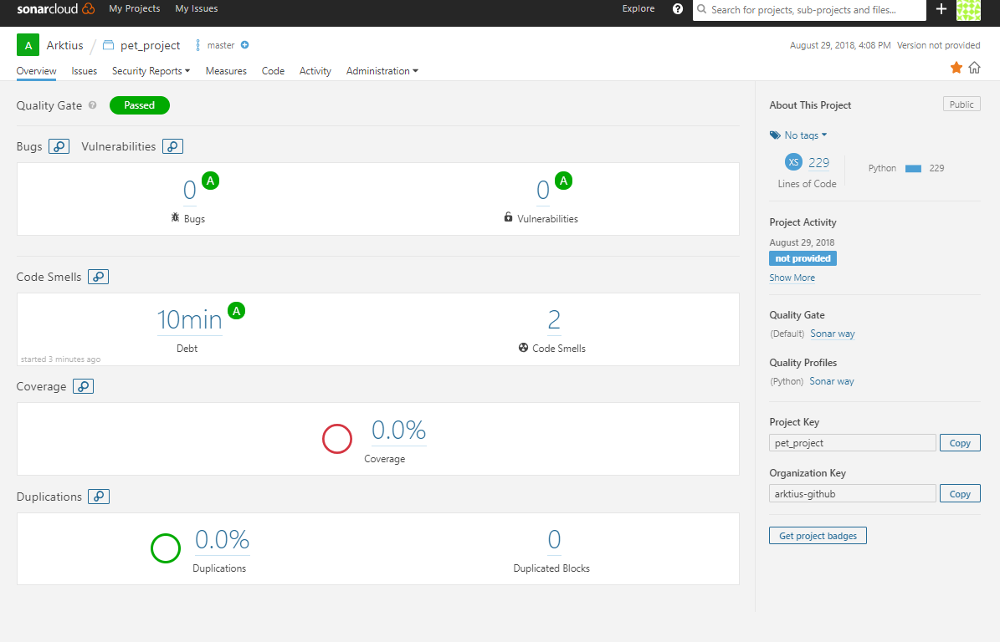 sonarcloud My Projects My Issues Explore ? Search for projects, sub-projects and files... +
A Arktius / pet_project master August 29, 2018, 4:08 PM Version not provided
Overview Issues Security Reports Measures Code Activity Administration
Quality Gate ? Passed
Bugs Vulnerabilities
0 A 0 A
Bugs Vulnerabilities
Code Smells
10min A 2
Debt Code Smells
started 3 minutes ago
Coverage
0.0%
Coverage
Duplications
0.0% 0
Duplications Duplicated Blocks
About This Project Public
No tags
XS 229 Python 229
Lines of Code
Project Activity
August 29, 2018
not provided
Show More
Quality Gate
(Default) Sonar way
Quality Profiles
(Python) Sonar way
Project Key
pet_project Copy
Organization Key
arktius-github Copy
Get project badges